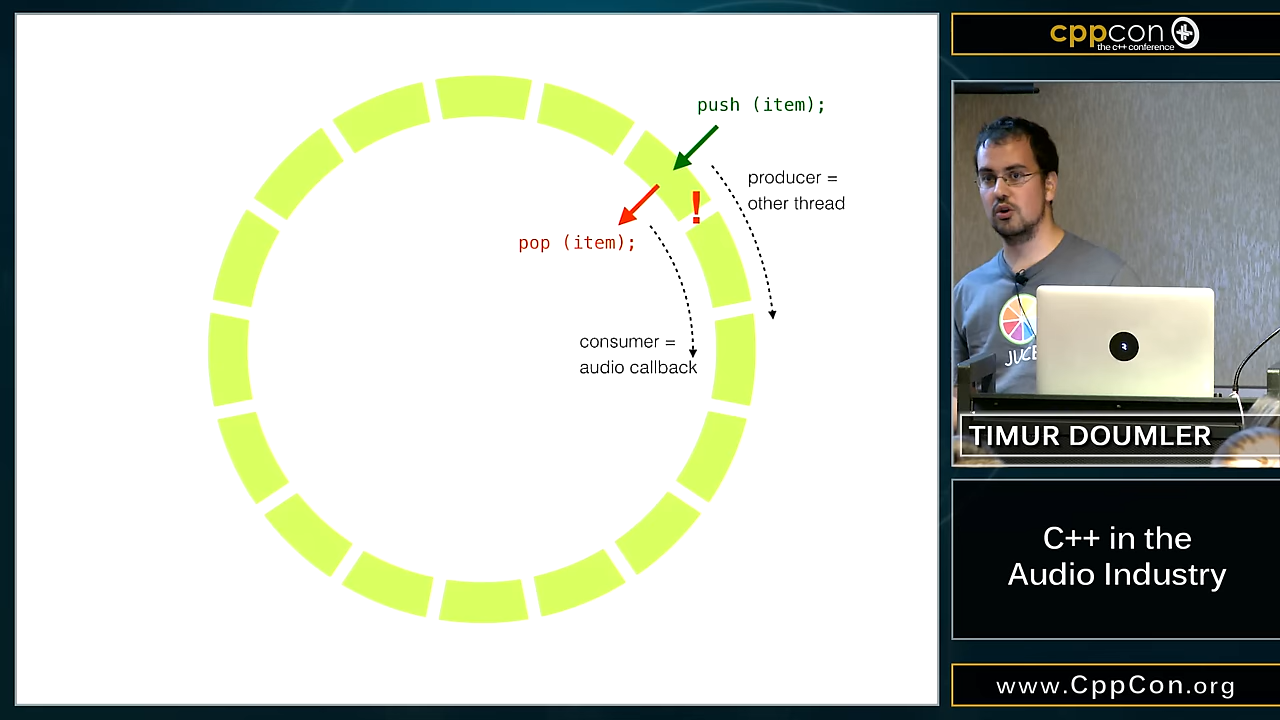 push (item);
producer =
other thread
!
pop (item);
consumer =
audio callback
cppcon
the c++ conference
JUCE
TIMUR DOUMLER
C++ in the
Audio Industry
www.CppCon.org